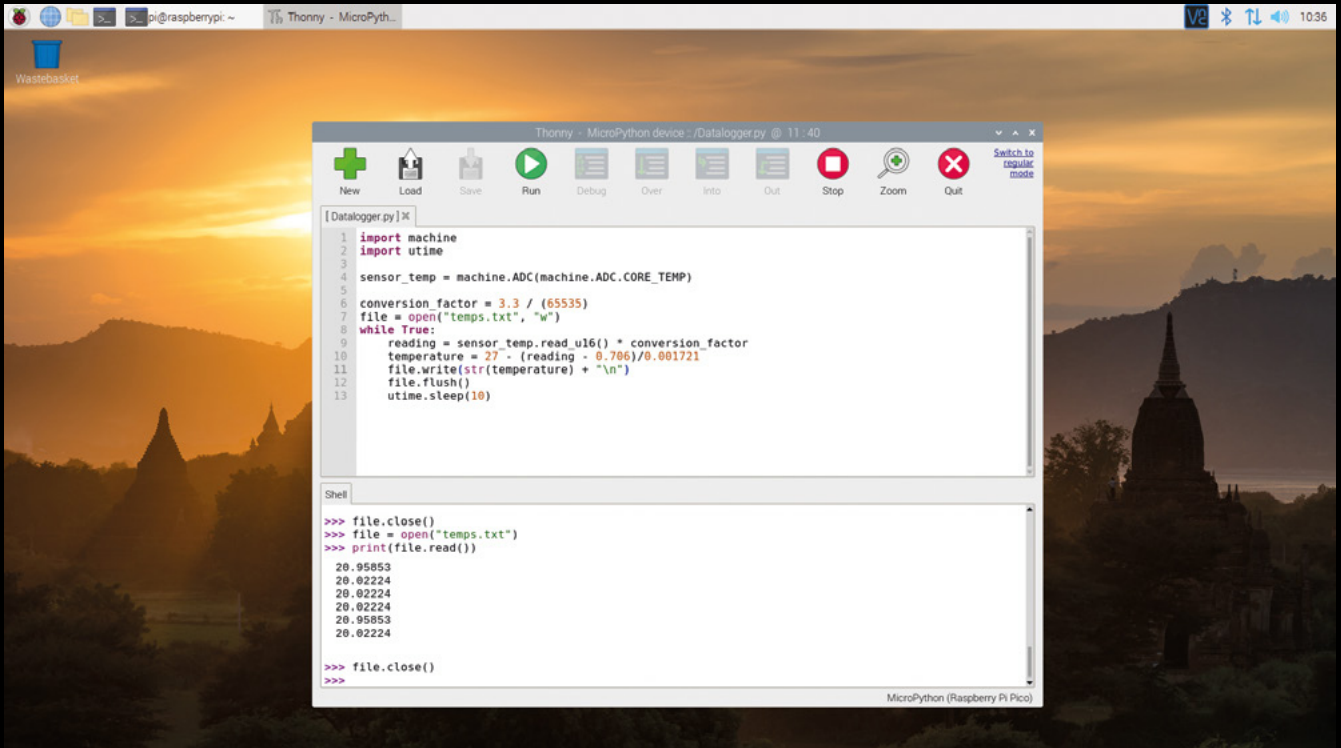 pi@raspberrypi: ~
Thonny - MicroPyth…
10:36
Wastebasket
Thonny - MicroPython device :: /Datalogger.py @ 11 : 40
New Load Save Run Debug Over Into Out Stop Zoom Quit
Switch to
regular
mode
[ Datalogger.py ]
1 import machine
2 import utime
3
4 sensor_temp = machine.ADC(machine.ADC.CORE_TEMP)
5
6 conversion_factor = 3.3 / (65535)
7 file = open("temps.txt", "w")
8 while True:
9     reading = sensor_temp.read_u16() * conversion_factor
10     temperature = 27 - (reading - 0.706)/0.001721
11     file.write(str(temperature) + "\n")
12     file.flush()
13     utime.sleep(10)
Shell
>>> file.close()
>>> file = open("temps.txt")
>>> print(file.read())
20.95853
20.02224
20.02224
20.02224
20.95853
20.02224
>>> file.close()
>>>
MicroPython (Raspberry Pi Pico)